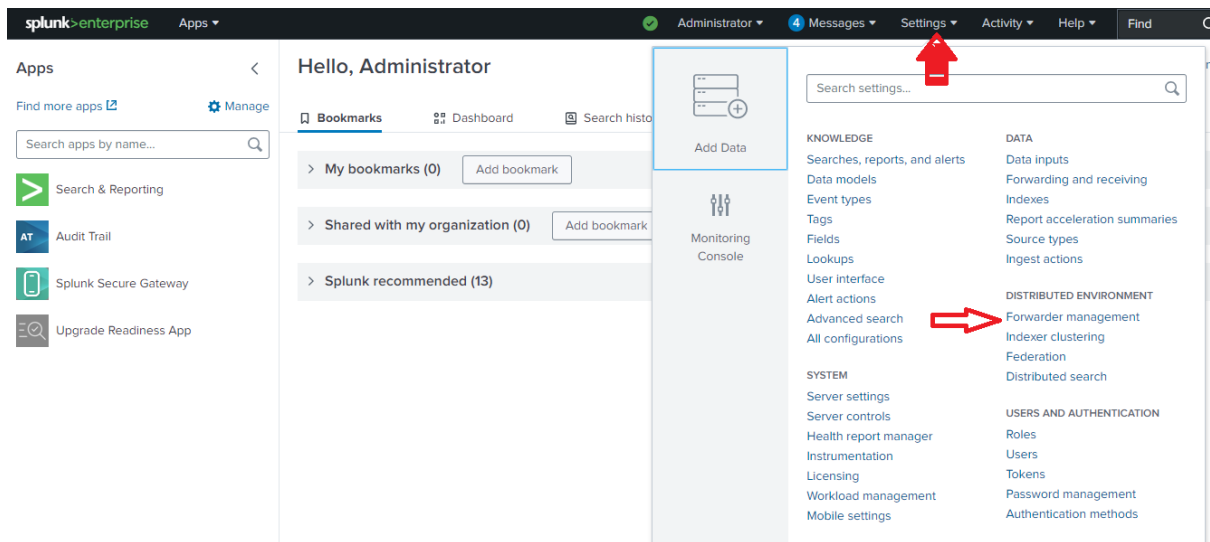 splunk>enterprise Apps Administrator 4 Messages Settings Activity Help Find
Apps
Find more apps Manage
Search apps by name...
Search & Reporting
AT Audit Trail
Splunk Secure Gateway
Upgrade Readiness App
Hello, Administrator
Bookmarks Dashboard Search histo
My bookmarks (0) Add bookmark
Shared with my organization (0) Add bookmark
Splunk recommended (13)
Add Data
Monitoring
Console
Search settings...
KNOWLEDGE
Searches, reports, and alerts
Data models
Event types
Tags
Fields
Lookups
User interface
Alert actions
Advanced search
All configurations
SYSTEM
Server settings
Server controls
Health report manager
Instrumentation
Licensing
Workload management
Mobile settings
DATA
Data inputs
Forwarding and receiving
Indexes
Report acceleration summaries
Source types
Ingest actions
DISTRIBUTED ENVIRONMENT
Forwarder management
Indexer clustering
Federation
Distributed search
USERS AND AUTHENTICATION
Roles
Users
Tokens
Password management
Authentication methods